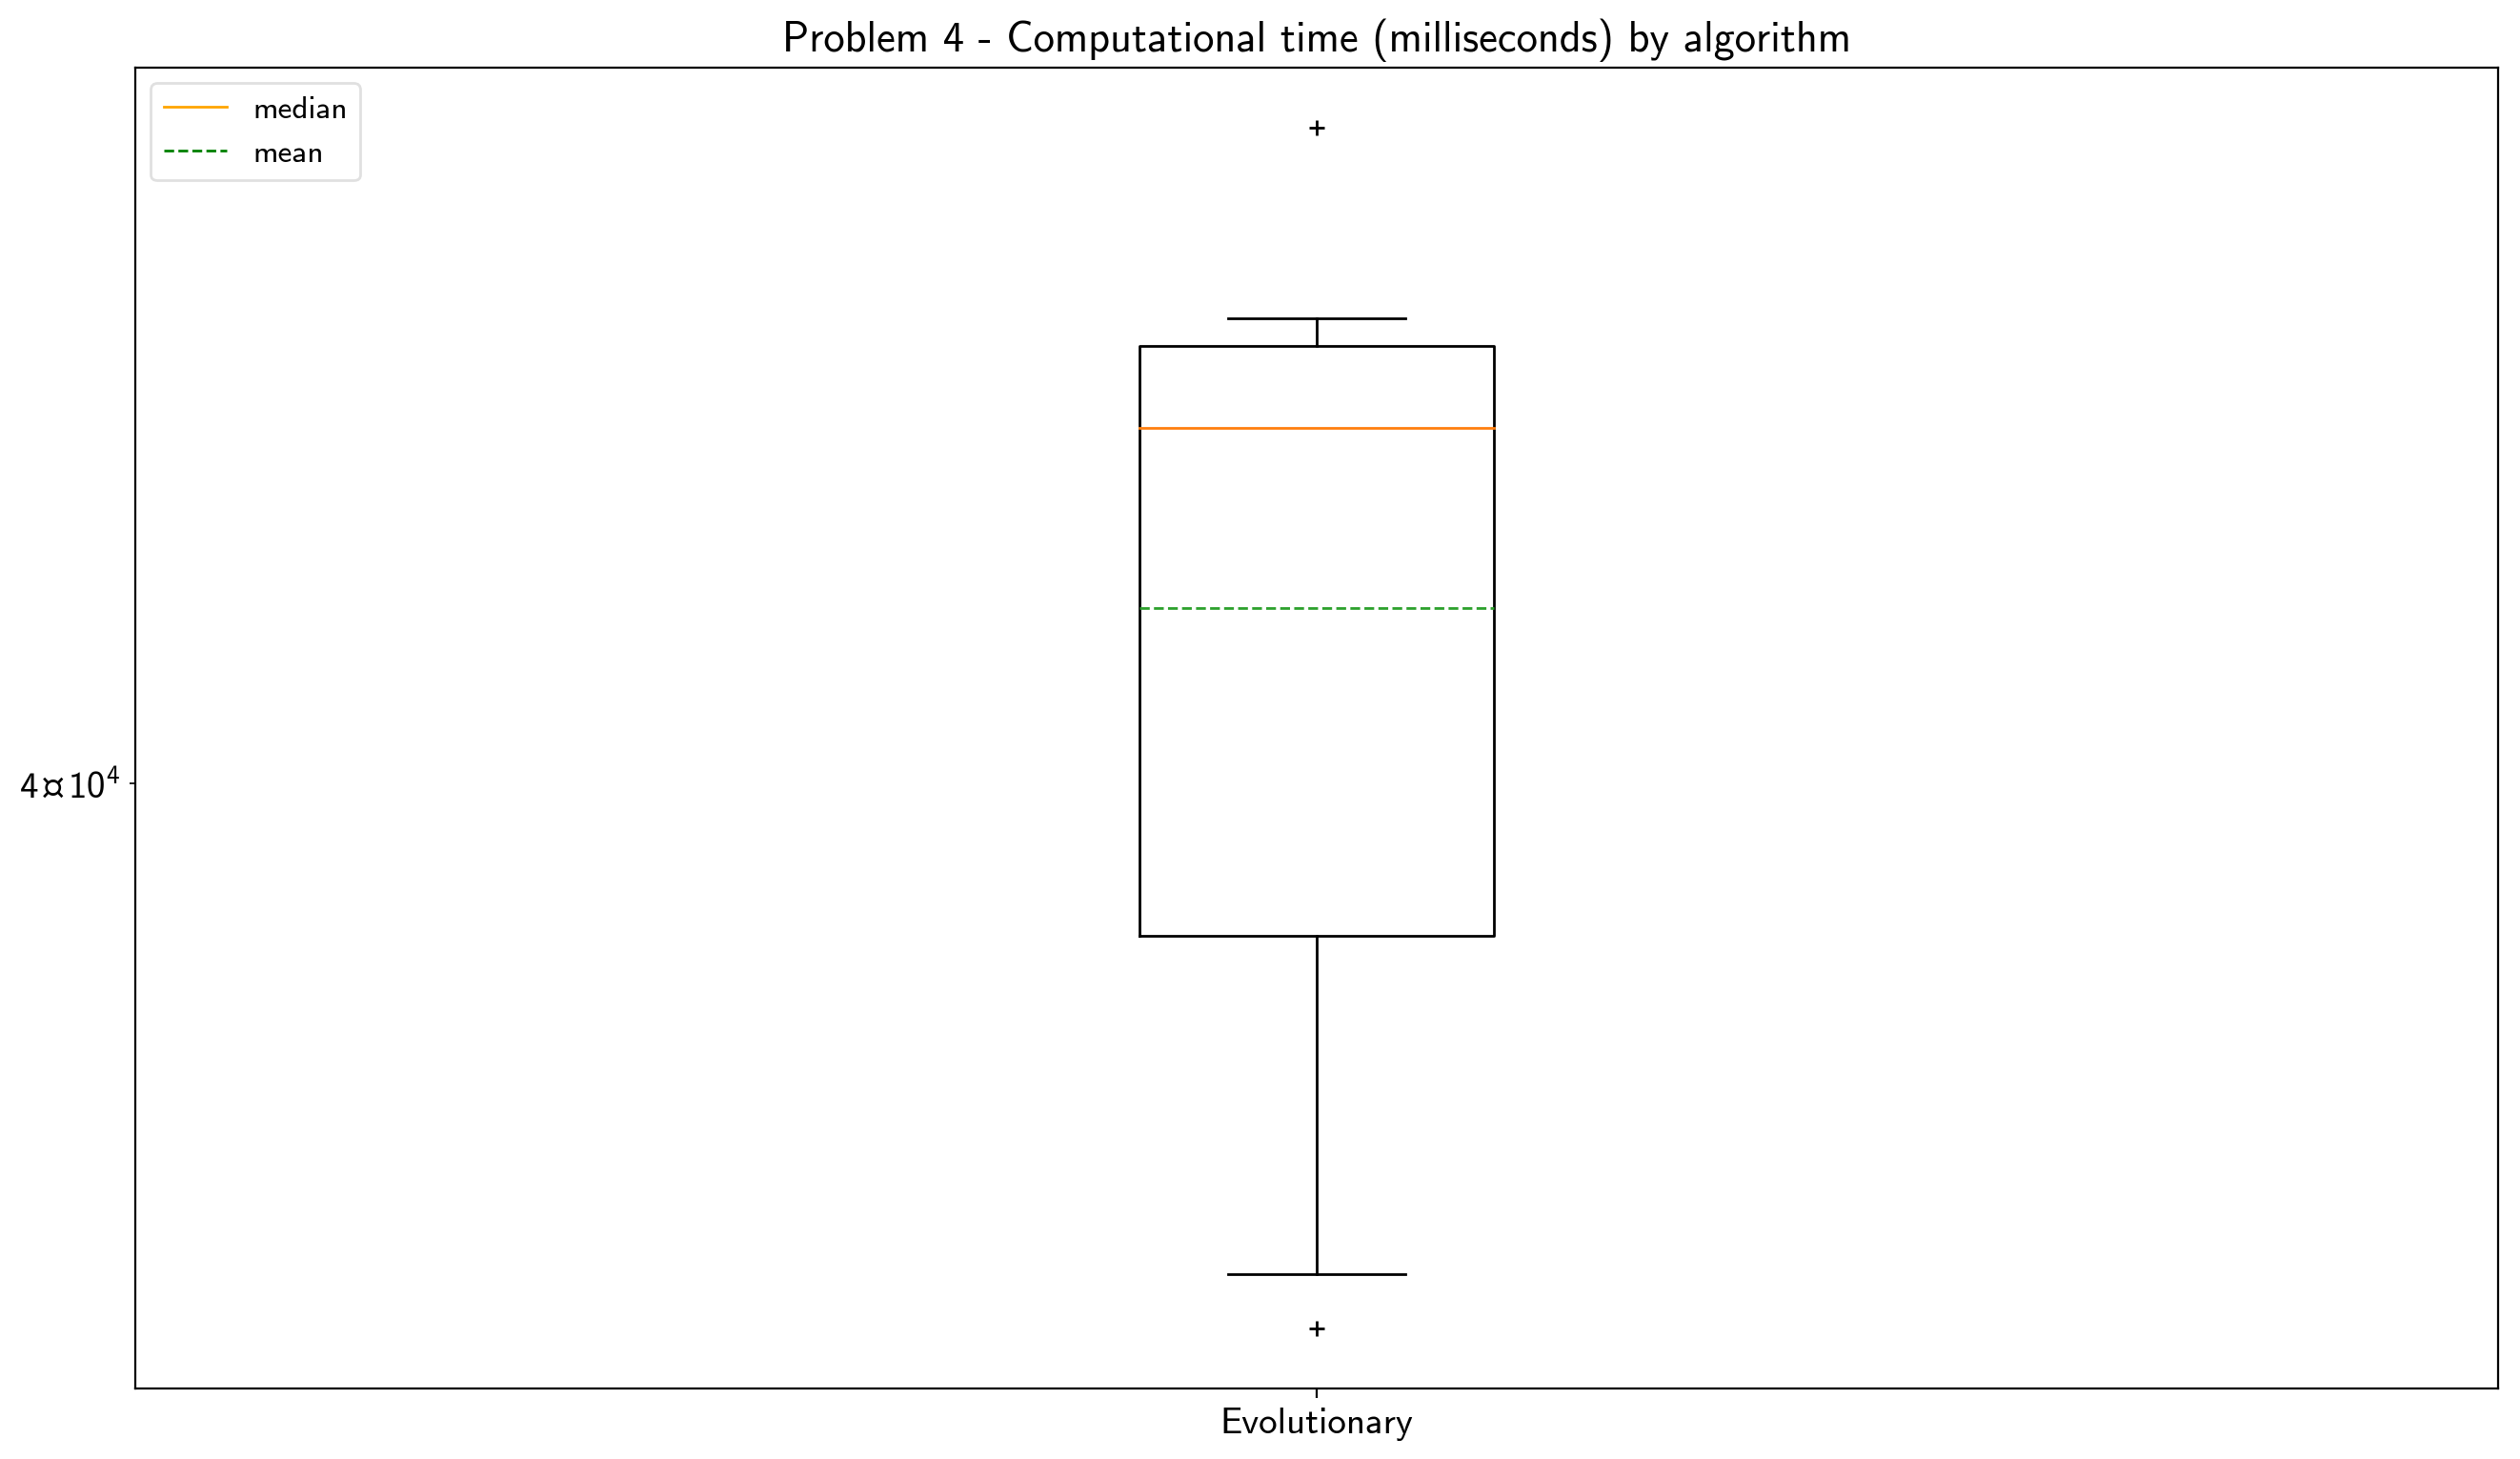 Problem 4 - Computational time (milliseconds) by algorithm
median
mean
4¤10⁴
Evolutionary